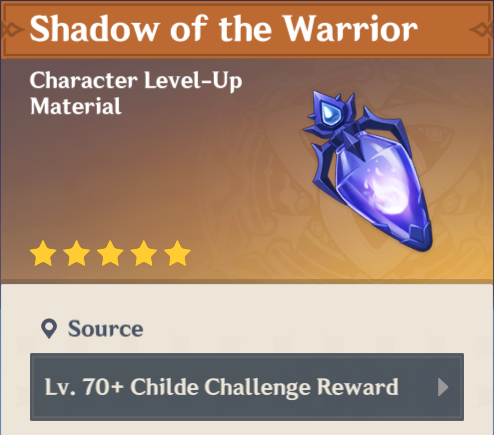 Shadow of the Warrior
Character Level-Up
Material
Source
Lv. 70+ Childe Challenge Reward